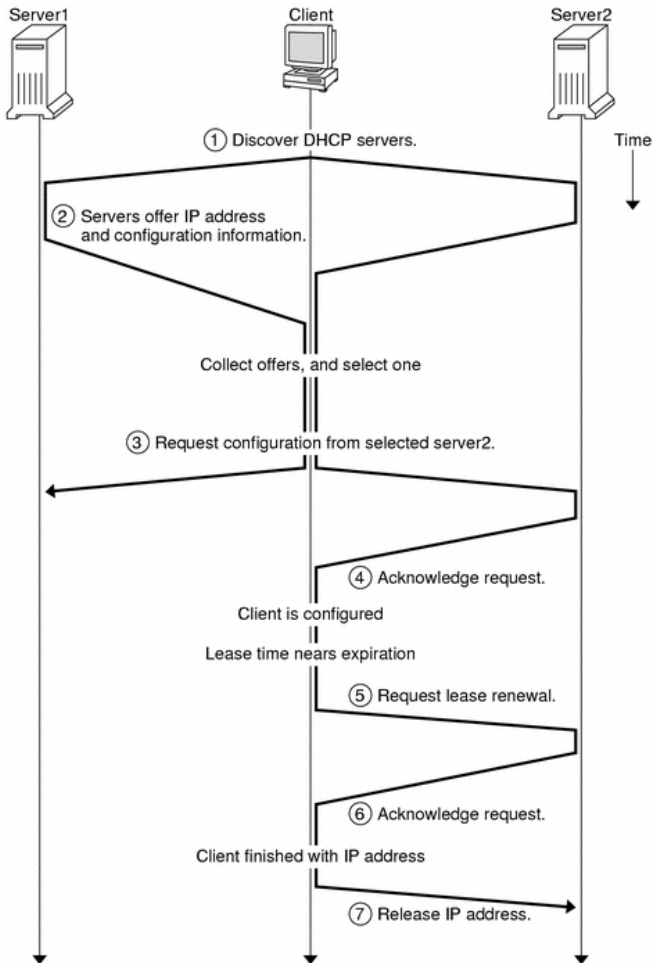 Server1
Client
Server2
① Discover DHCP servers.
Time
② Servers offer IP address
and configuration information.
Collect offers, and select one
③ Request configuration from selected server2.
④ Acknowledge request.
Client is configured
Lease time nears expiration
⑤ Request lease renewal.
⑥ Acknowledge request.
Client finished with IP address
⑦ Release IP address.